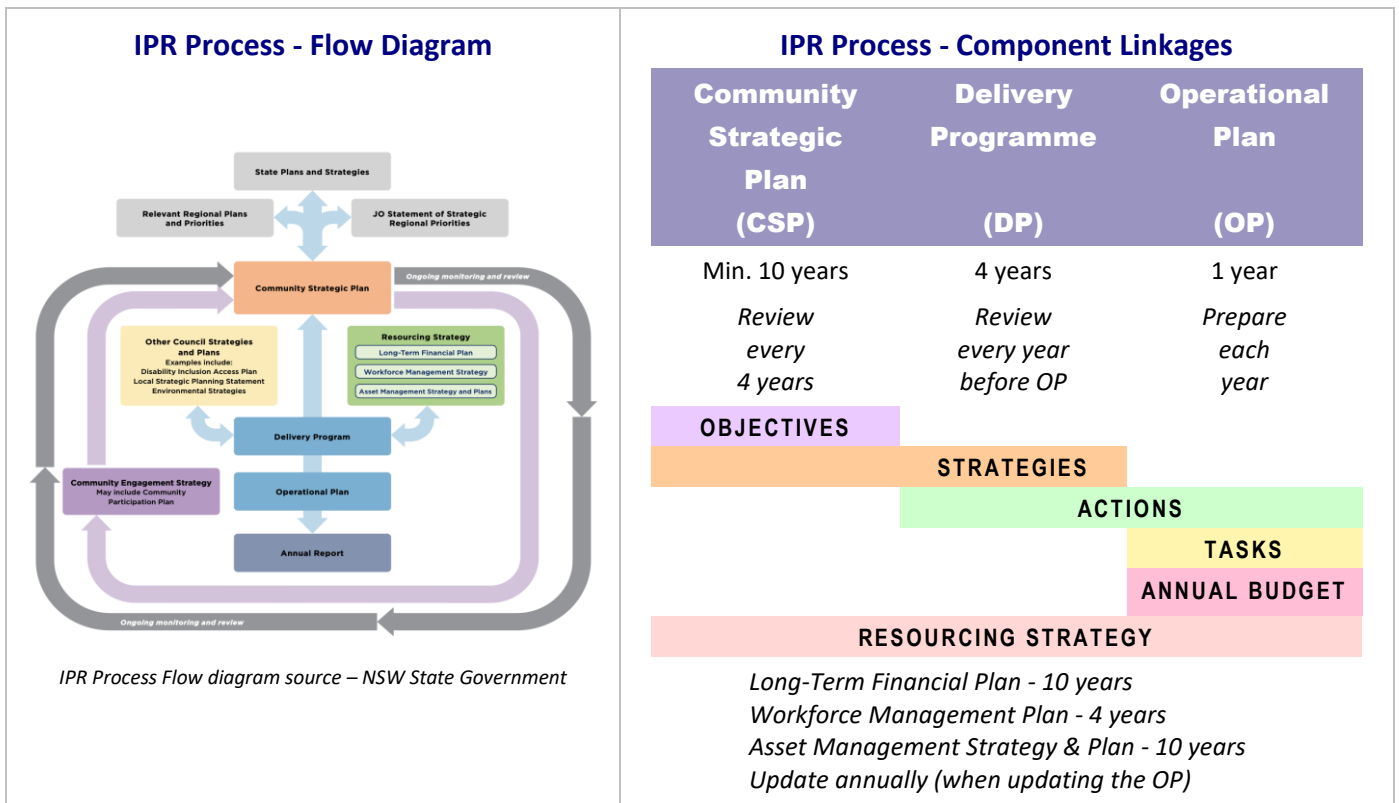 IPR Process - Flow Diagram
State Plans and Strategies
Relevant Regional Plans
and Priorities
JO Statement of Strategic
Regional Priorities
Ongoing monitoring and review
Community Strategic Plan
Other Council Strategies
and Plans
Examples include:
Disability Inclusion Access Plan
Local Strategic Planning Statement
Environmental Strategies
Resourcing Strategy
Long-Term Financial Plan
Workforce Management Strategy
Asset Management Strategy and Plans
Delivery Program
Community Engagement Strategy
May include Community
Participation Plan
Operational Plan
Annual Report
Ongoing monitoring and review
IPR Process Flow diagram source – NSW State Government
IPR Process - Component Linkages
Community
Strategic
Plan
(CSP)
Delivery
Programme
(DP)
Operational
Plan
(OP)
Min. 10 years
4 years
1 year
Review
every
4 years
Review
every year
before OP
Prepare
each
year
OBJECTIVES
STRATEGIES
ACTIONS
TASKS
ANNUAL BUDGET
RESOURCING STRATEGY
Long-Term Financial Plan - 10 years
Workforce Management Plan - 4 years
Asset Management Strategy & Plan - 10 years
Update annually (when updating the OP)